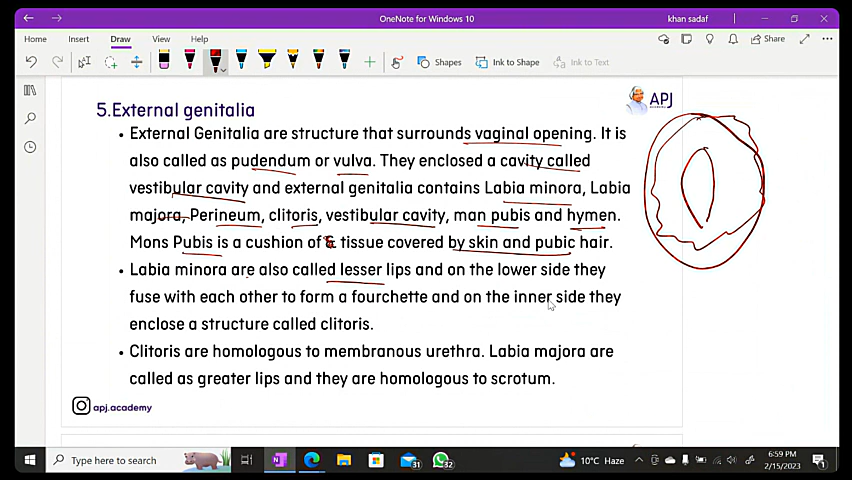 OneNote for Windows 10
khan sadaf
Home Insert Draw View Help
Share
Shapes Ink to Shape Ink to Text
APJ
5.External genitalia
• External Genitalia are structure that surrounds vaginal opening. It is
also called as pudendum or vulva. They enclosed a cavity called
vestibular cavity and external genitalia contains Labia minora, Labia
majora, Perineum, clitoris, vestibular cavity, man pubis and hymen.
Mons Pubis is a cushion of tissue covered by skin and pubic hair.
• Labia minora are also called lesser lips and on the lower side they
fuse with each other to form a fourchette and on the inner side they
enclose a structure called clitoris.
• Clitoris are homologous to membranous urethra. Labia majora are
called as greater lips and they are homologous to scrotum.
apj.academy
Type here to search
31
32
10°C Haze
6:59 PM
2/15/2023
1